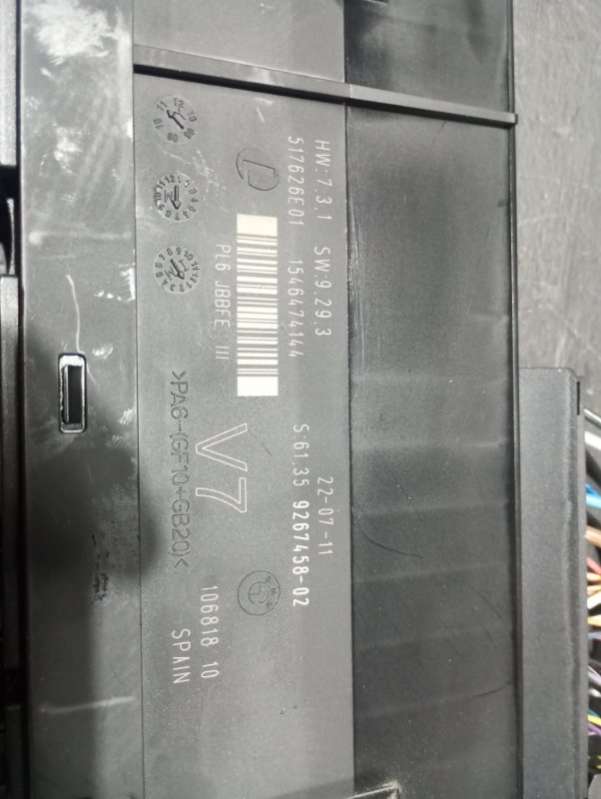 HW:7.3.1 SW:9.29.3
22-07-11
517626E01 1546474144
S:61.35 9267458-02
PL6 JBBFE III
V7
>PA6-(GF10+GB20)<
106818 10
SPAIN